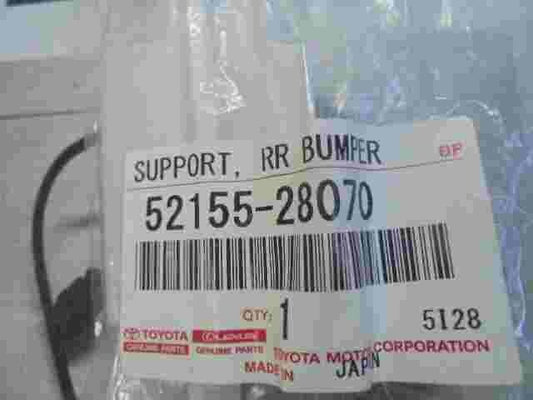 SUPPORT, RR BUMPER
52155-28070
QTY: 1
5128
TOYOTA LEXUS
GENUINE PARTS GENUINE PARTS TOYOTA MOTOR CORPORATION
MADE IN JAPAN